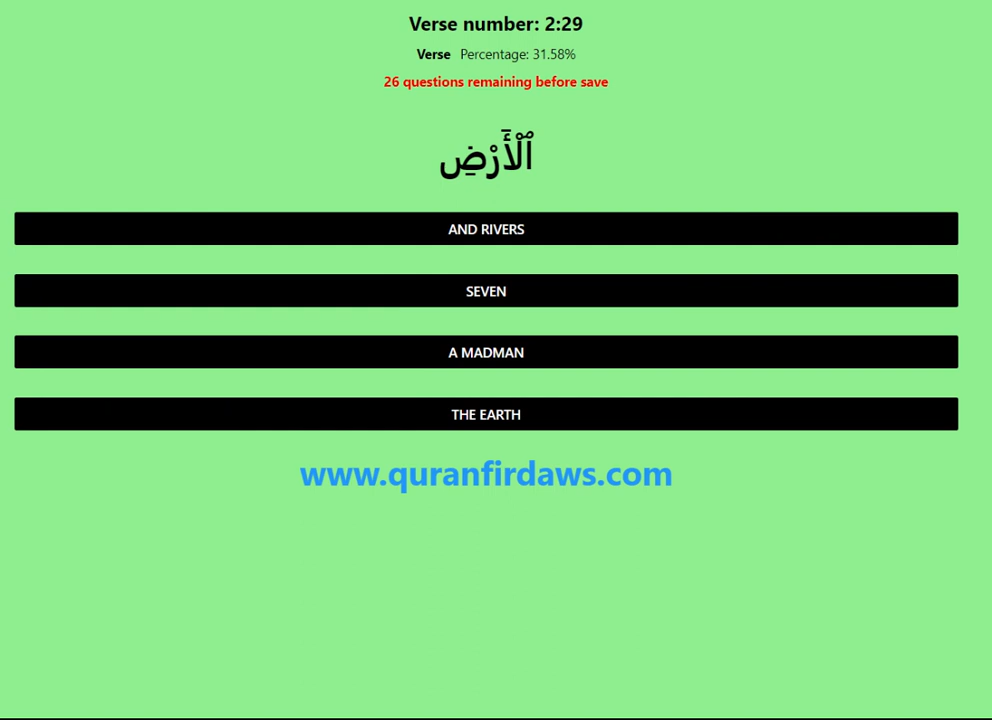 Verse number: 2:29
Verse Percentage: 31.58%
26 questions remaining before save
ٱلْأَرْضِ
AND RIVERS
SEVEN
A MADMAN
THE EARTH
www.quranfirdaws.com